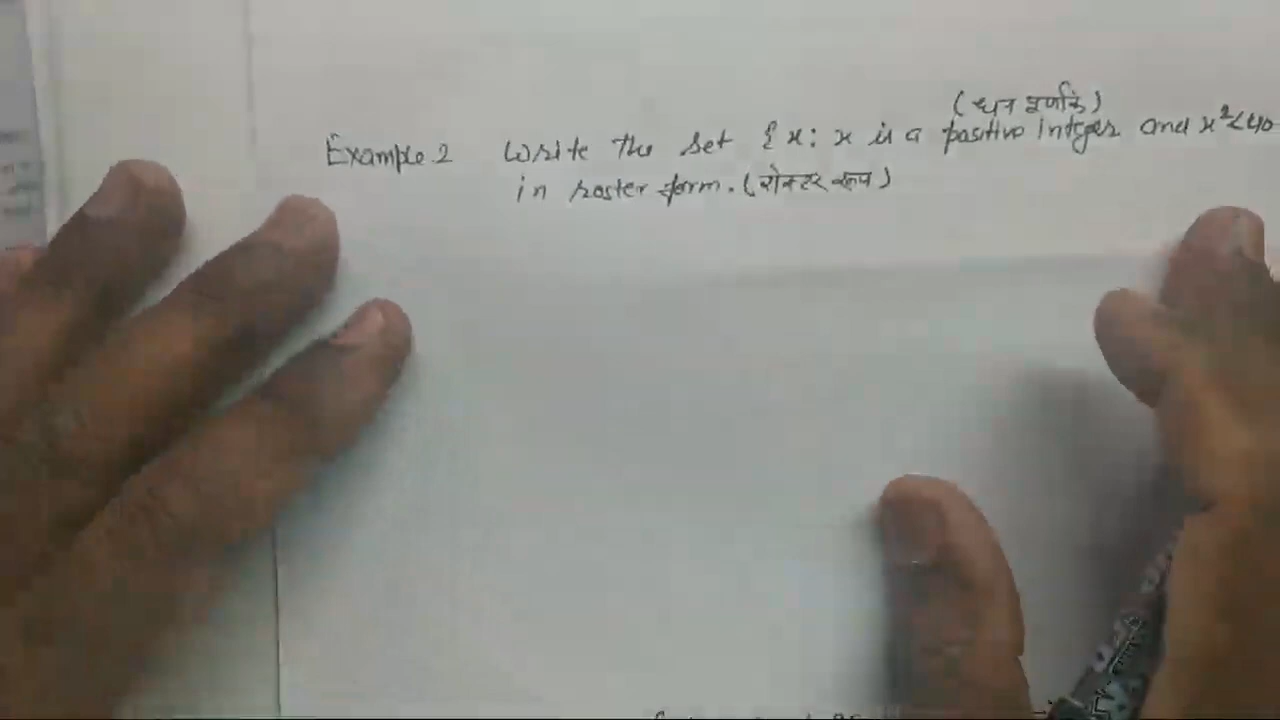 (धन पूर्णांक)
Example 2 Write the set {x: x is a positive integer and x²<40
in roster form. (रोस्टर रूप)